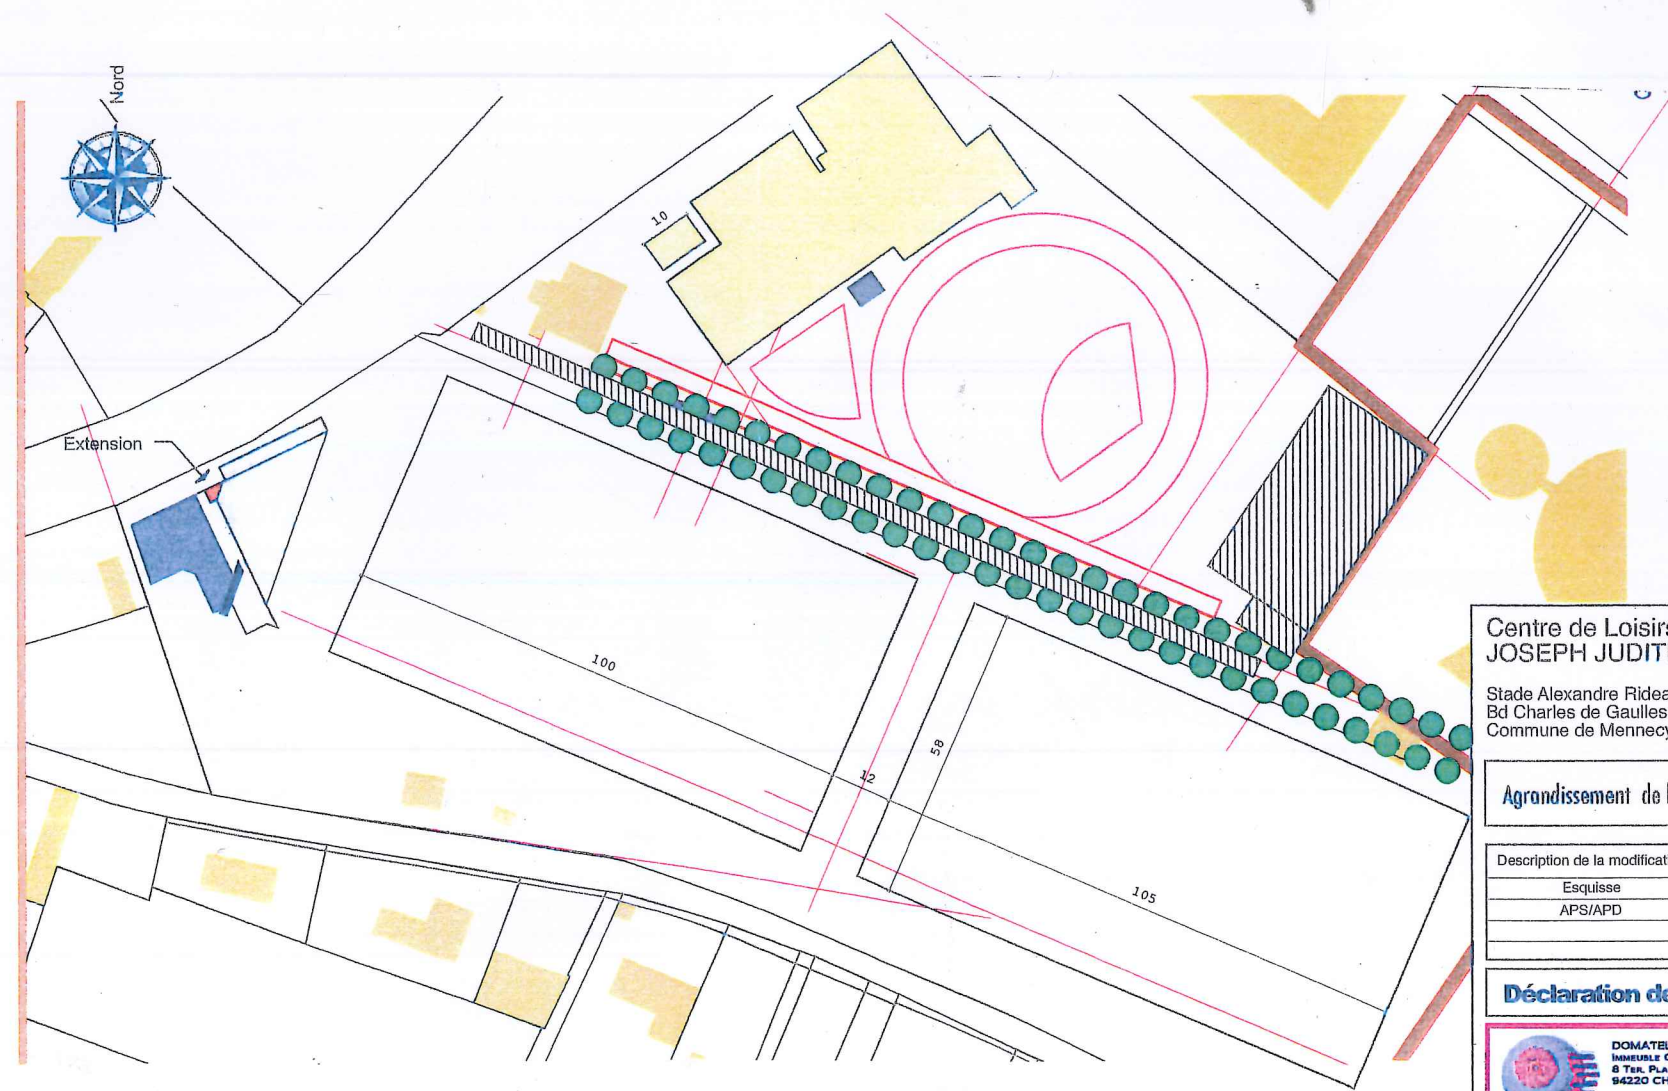 Nord
10
Extension
100
58
12
105
Centre de Loisirs
JOSEPH JUDIT
Stade Alexandre Ridea
Bd Charles de Gaulles
Commune de Mennecy
Agrandissement de l
Description de la modificati
Esquisse
APS/APD
Déclaration de
DOMATEL
IMMEUBLE
8 TER. PLA
94220 CH